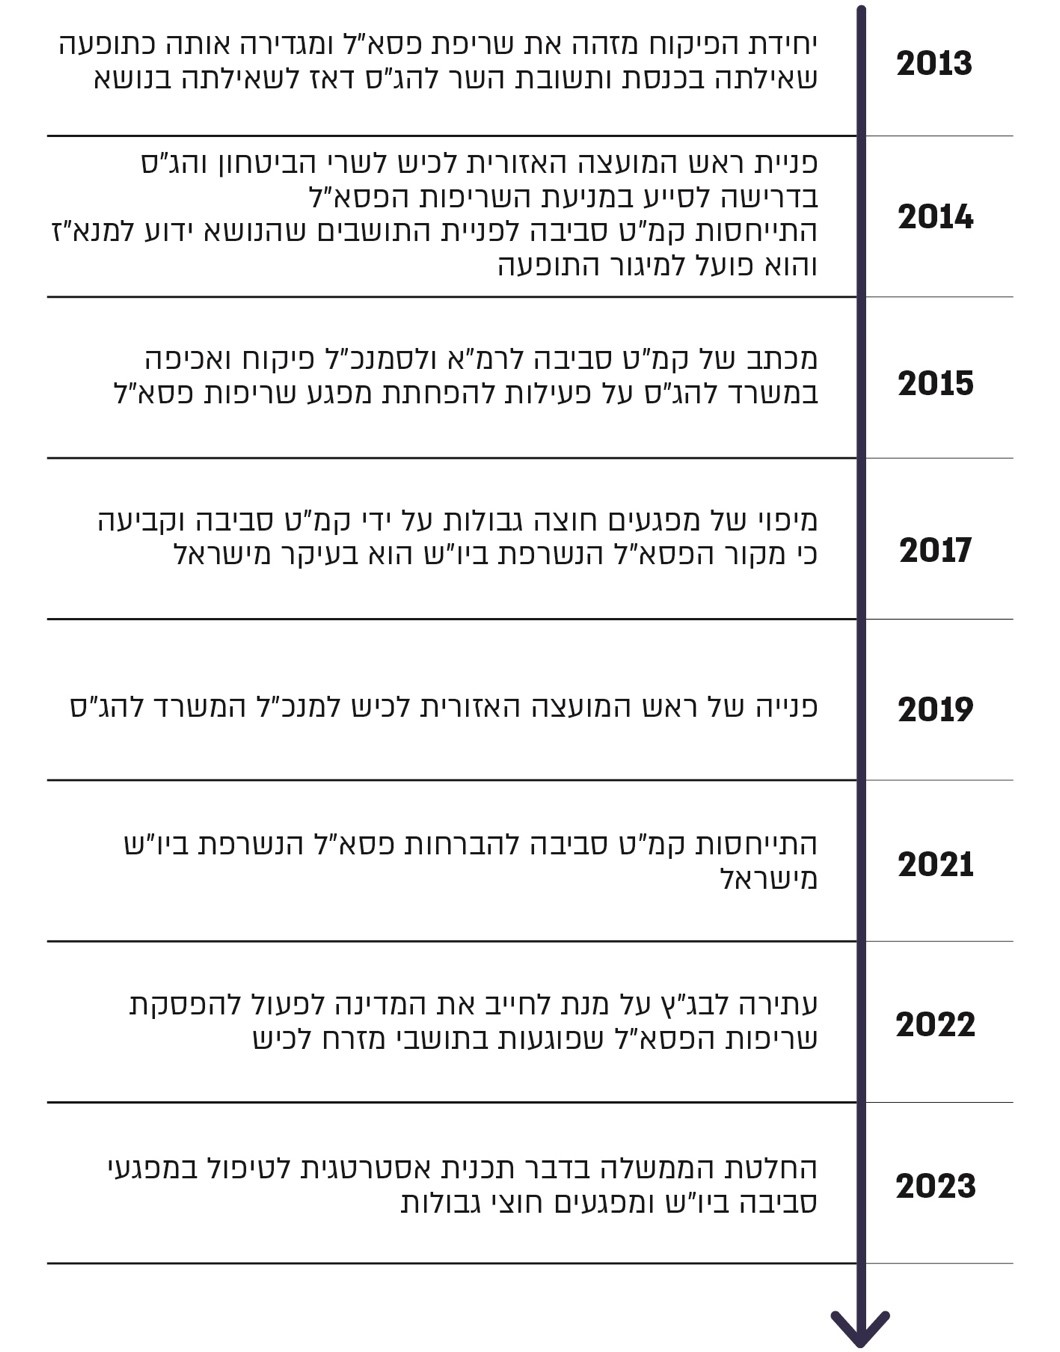 2013
יחידת הפיקוח מזהה את שריפת פסא"ל ומגדירה אותה כתופעה
שאילתה בכנסת ותשובת השר להג"ס דאז לשאילתה בנושא
2014
פניית ראש המועצה האזורית לכיש לשרי הביטחון והג"ס
בדרישה לסייע במניעת השריפות הפסא"ל
התייחסות קמ"ט סביבה לפניית התושבים שהנושא ידוע למנא"ז
והוא פועל למיגור התופעה
2015
מכתב של קמ"ט סביבה לרמ"א ולסמנכ"ל פיקוח ואכיפה
במשרד להג"ס על פעילות להפחתת מפגע שריפות פסא"ל
2017
מיפוי של מפגעים חוצה גבולות על ידי קמ"ט סביבה וקביעה
כי מקור הפסא"ל הנשרפת ביו"ש הוא בעיקר מישראל
2019
פנייה של ראש המועצה האזורית לכיש למנכ"ל המשרד להג"ס
2021
התייחסות קמ"ט סביבה להברחות פסא"ל הנשרפת ביו"ש
מישראל
2022
עתירה לבג"ץ על מנת לחייב את המדינה לפעול להפסקת
שריפות הפסא"ל שפוגעות בתושבי מזרח לכיש
2023
החלטת הממשלה בדבר תכנית אסטרטגית לטיפול במפגעי
סביבה ביו"ש ומפגעים חוצי גבולות